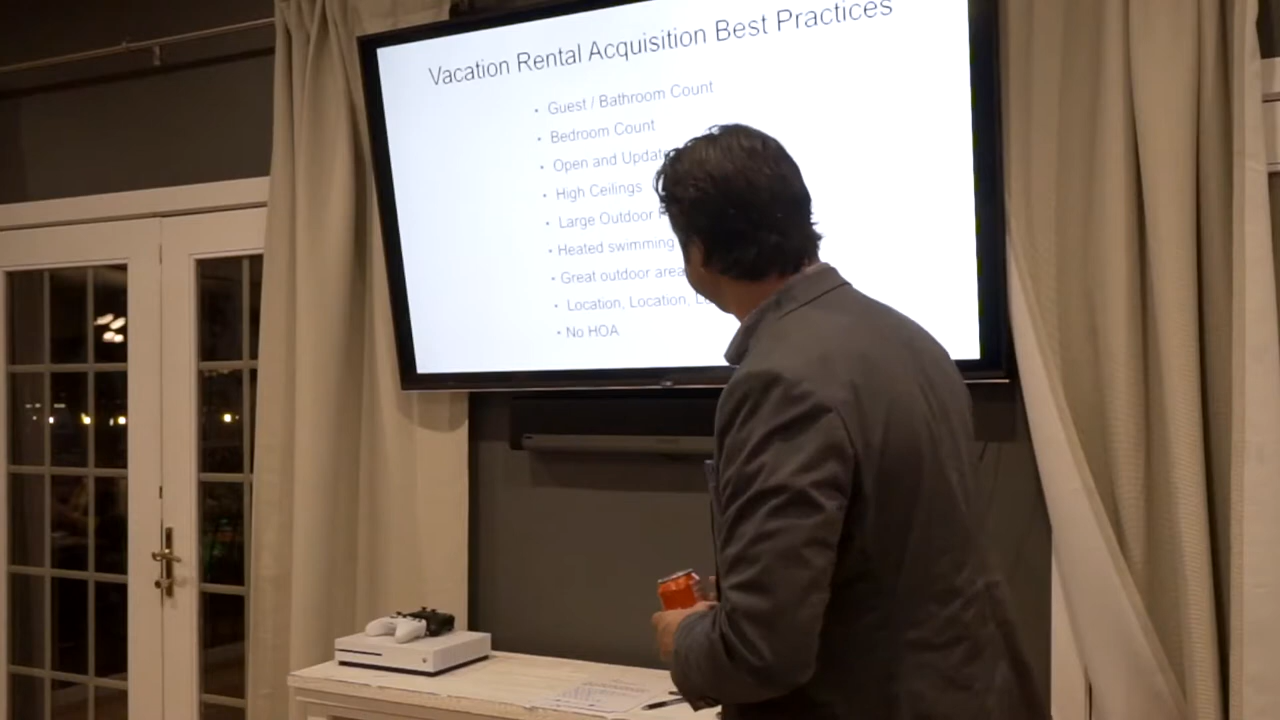 Vacation Rental Acquisition Best Practices
• Guest / Bathroom Count
• Bedroom Count
• Open and Updat
• High Ceilings
• Large Outdoor
• Heated swimming
• Great outdoor area
• Location, Location,
• No HOA